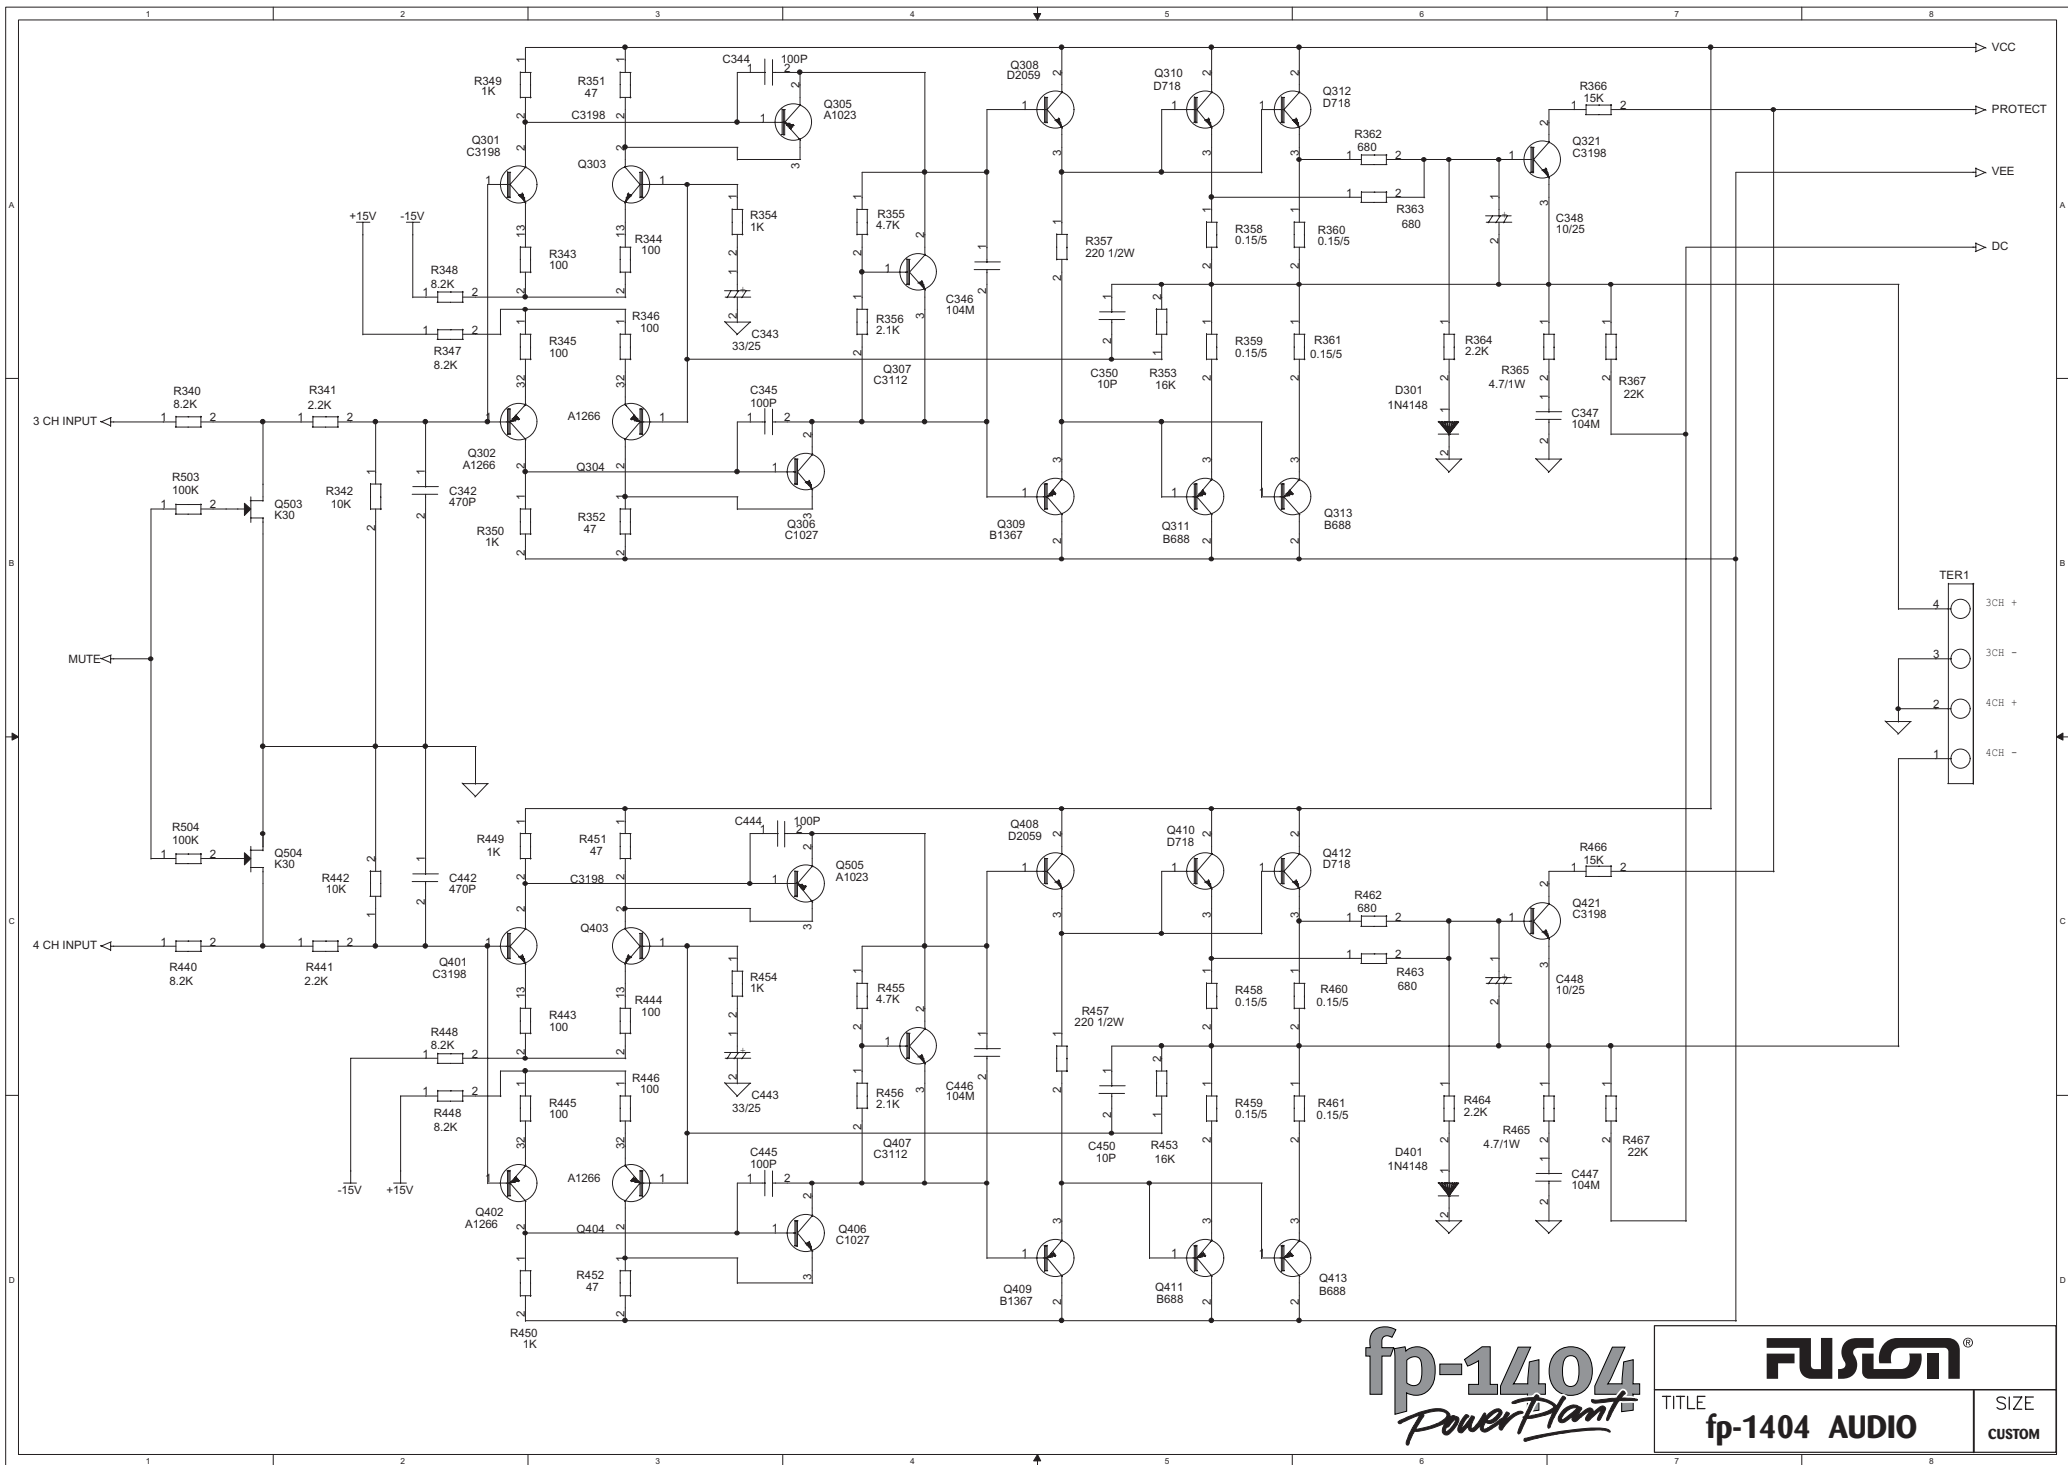 1 2 3 4 5 6 7 8
VCC
PROTECT
VEE
DC
A
A
B
B
C
C
D
D
R349
1K
R351
47
C344
100P
Q305
A1023
C3198
Q301
C3198
Q303
+15V
-15V
R348
8.2K
R347
8.2K
R343
100
R344
100
R345
100
R346
100
R354
1K
C343
33/25
R355
4.7K
R356
2.1K
Q307
C3112
C346
104M
Q308
D2059
Q310
D718
Q312
D718
R357
220 1/2W
R358
0.15/5
R360
0.15/5
R359
0.15/5
R361
0.15/5
C350
10P
R353
16K
R362
680
R363
680
R366
15K
Q321
C3198
C348
10/25
R364
2.2K
R365
4.7/1W
R367
22K
D301
1N4148
C347
104M
3 CH INPUT
R340
8.2K
R341
2.2K
R503
100K
Q503
K30
R342
10K
C342
470P
Q302
A1266
A1266
Q304
R350
1K
R352
47
C345
100P
Q306
C1027
Q309
B1367
Q311
B688
Q313
B688
MUTE
TER1
4 3CH +
3 3CH -
2 4CH +
1 4CH -
R504
100K
Q504
K30
R442
10K
C442
470P
4 CH INPUT
R440
8.2K
R441
2.2K
R449
1K
R451
47
C444
100P
Q505
A1023
C3198
Q401
C3198
Q403
R443
100
R444
100
R448
8.2K
R448
8.2K
R445
100
R446
100
-15V
+15V
R454
1K
C443
33/25
R455
4.7K
R456
2.1K
Q407
C3112
C446
104M
Q408
D2059
Q410
D718
Q412
D718
R457
220 1/2W
R458
0.15/5
R460
0.15/5
R459
0.15/5
R461
0.15/5
C450
10P
R453
16K
R462
680
R463
680
R466
15K
Q421
C3198
C448
10/25
R464
2.2K
R465
4.7/1W
R467
22K
D401
1N4148
C447
104M
Q402
A1266
A1266
Q404
C445
100P
Q406
C1027
R450
1K
R452
47
Q409
B1367
Q411
B688
Q413
B688
fp-1404
PowerPlant
FUSION®
TITLE
fp-1404 AUDIO
SIZE
CUSTOM
1 2 3 4 5 6 7 8